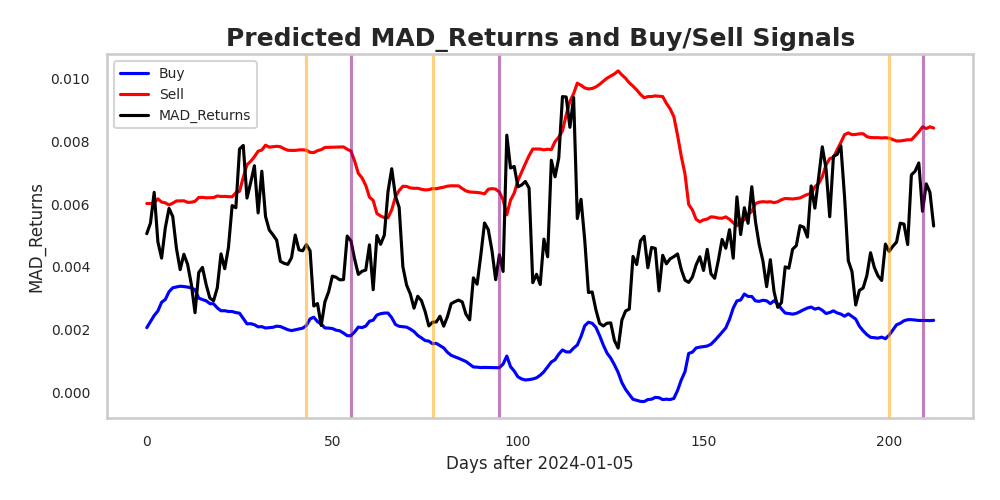 Predicted MAD_Returns and Buy/Sell Signals
Buy
Sell
MAD_Returns
MAD_Returns
0.010
0.008
0.006
0.004
0.002
0.000
0 50 100 150 200
Days after 2024-01-05